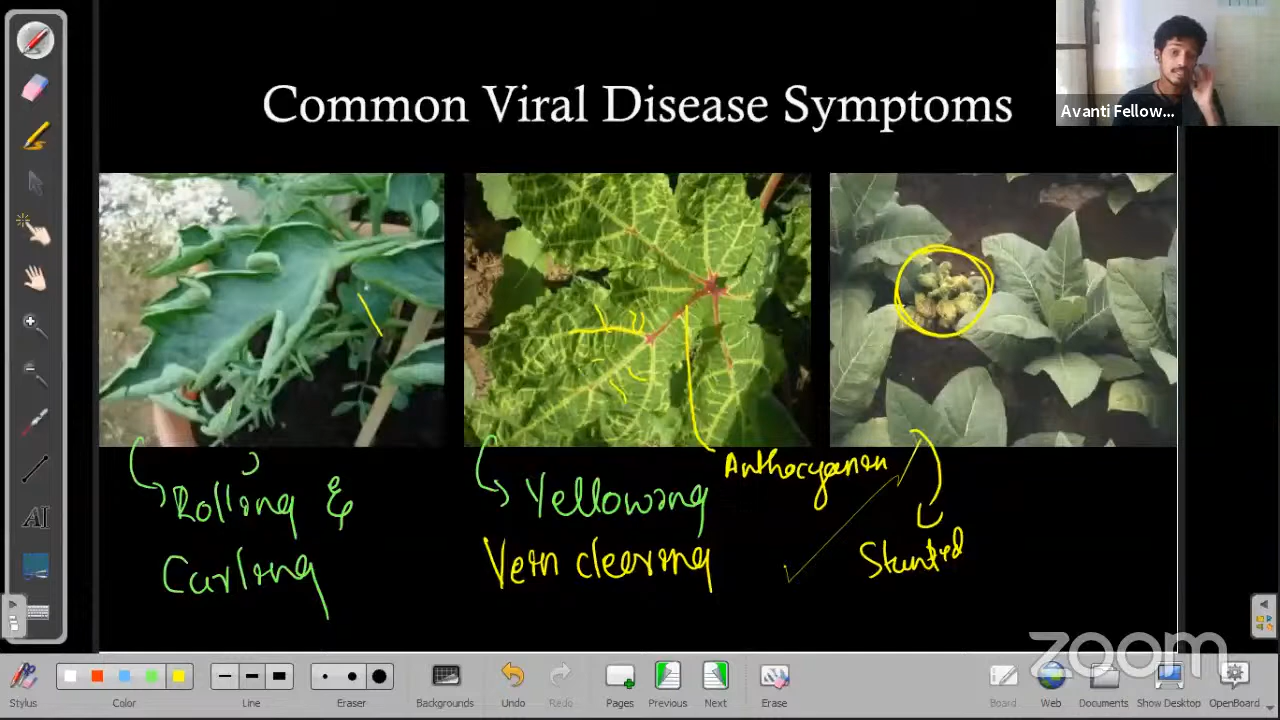 Common Viral Disease Symptoms
Avanti Fellow...
Rolling &
Curling
Yellowing
Vein clearing
Anthocyanin
Stunted
zoom
Stylus
Color
Line
Eraser
Backgrounds
Undo
Redo
Pages
Previous
Next
Erase
Board
Web
Documents
Show Desktop
OpenBoard